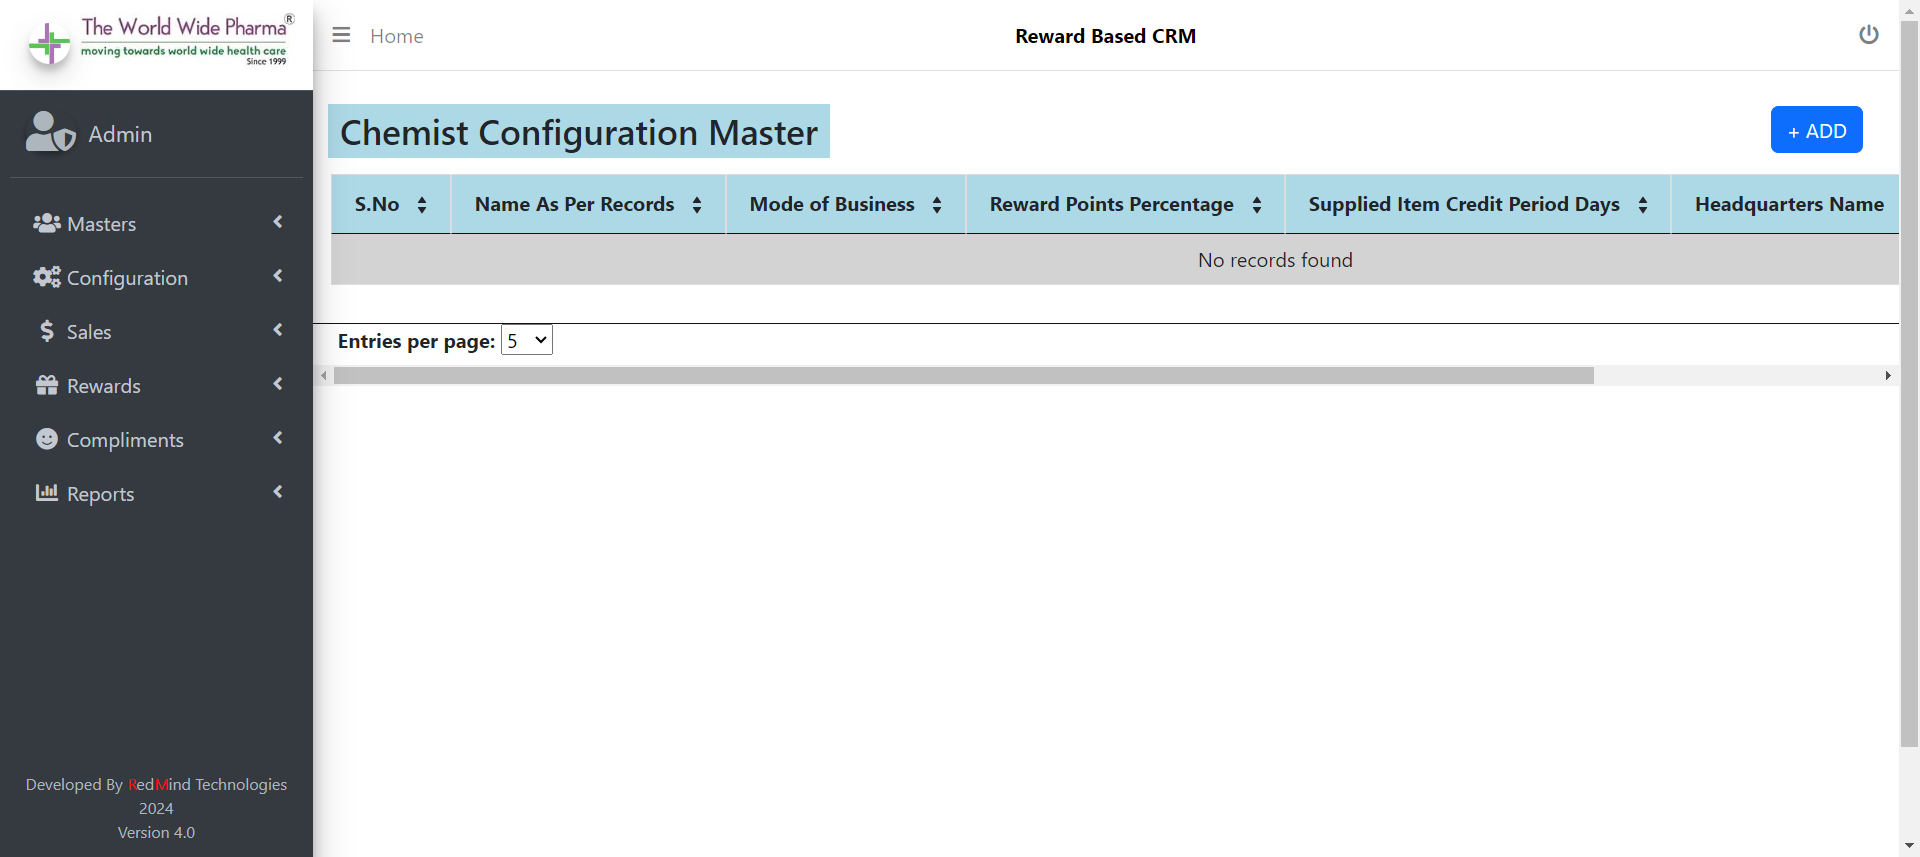 The World Wide Pharma®
moving towards world wide health care
Since 1999
Home
Reward Based CRM
Admin
Masters
Configuration
Sales
Rewards
Compliments
Reports
Developed By RedMind Technologies
2024
Version 4.0
Chemist Configuration Master
+ ADD
S.No Name As Per Records Mode of Business Reward Points Percentage Supplied Item Credit Period Days Headquarters Name
No records found
Entries per page: 5